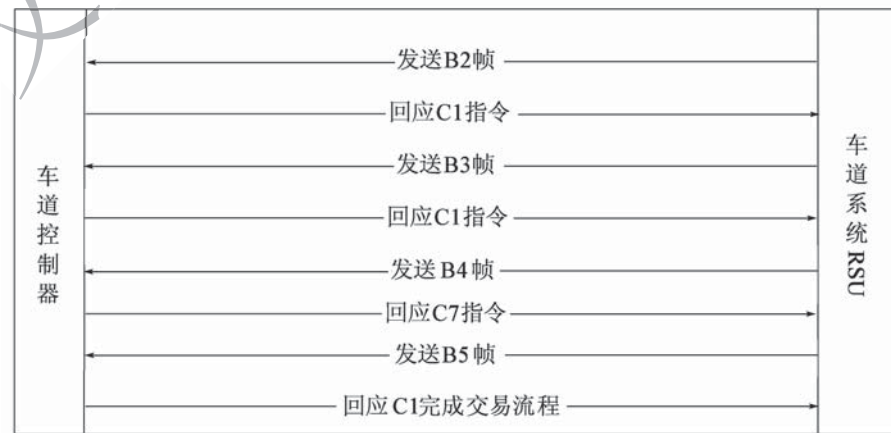 发送B2帧
回应C1指令
发送B3帧
回应C1指令
发送B4帧
回应C7指令
发送B5帧
回应C1完成交易流程
车道控制器
车道系统RSU